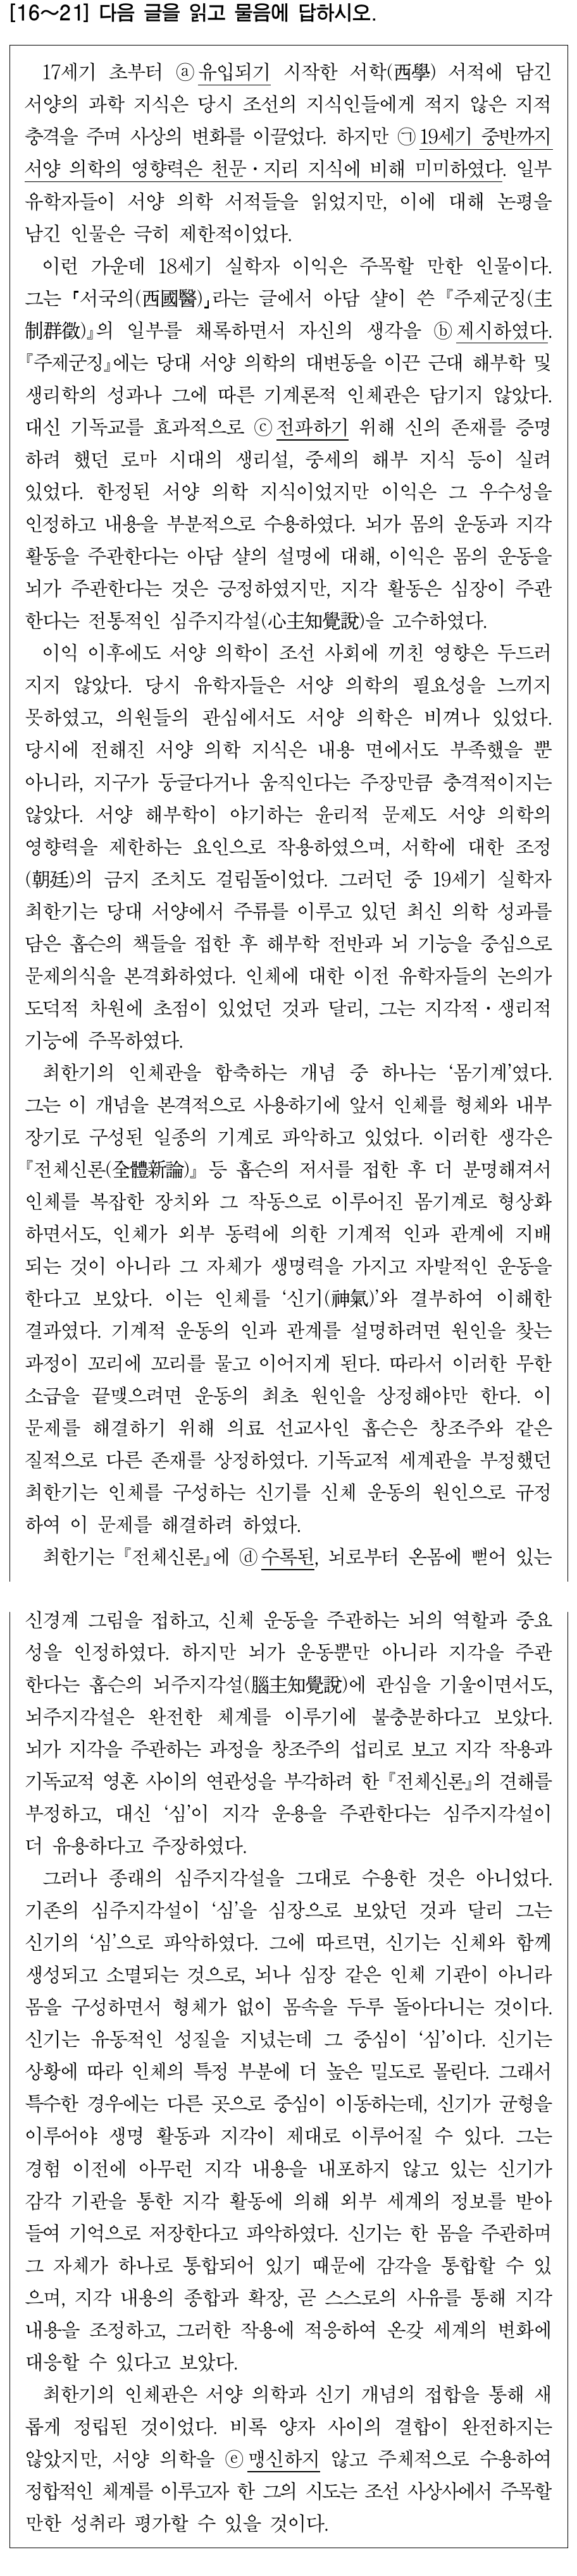 [16～21] 다음 글을 읽고 물음에 답하시오.
17세기 초부터 ⓐ유입되기 시작한 서학(西學) 서적에 담긴
서양의 과학 지식은 당시 조선의 지식인들에게 적지 않은 지적
충격을 주며 사상의 변화를 이끌었다. 하지만 ㉠19세기 중반까지
서양 의학의 영향력은 천문・지리 지식에 비해 미미하였다. 일부
유학자들이 서양 의학 서적들을 읽었지만, 이에 대해 논평을
남긴 인물은 극히 제한적이었다.
이런 가운데 18세기 실학자 이익은 주목할 만한 인물이다.
그는 「서국의(西國醫)」라는 글에서 아담 샬이 쓴 『주제군징(主
制群徵)』의 일부를 채록하면서 자신의 생각을 ⓑ제시하였다.
『주제군징』에는 당대 서양 의학의 대변동을 이끈 근대 해부학 및
생리학의 성과나 그에 따른 기계론적 인체관은 담기지 않았다.
대신 기독교를 효과적으로 ⓒ전파하기 위해 신의 존재를 증명
하려 했던 로마 시대의 생리설, 중세의 해부 지식 등이 실려
있었다. 한정된 서양 의학 지식이었지만 이익은 그 우수성을
인정하고 내용을 부분적으로 수용하였다. 뇌가 몸의 운동과 지각
활동을 주관한다는 아담 샬의 설명에 대해, 이익은 몸의 운동을
뇌가 주관한다는 것은 긍정하였지만, 지각 활동은 심장이 주관
한다는 전통적인 심주지각설(心主知覺說)을 고수하였다.
이익 이후에도 서양 의학이 조선 사회에 끼친 영향은 두드러
지지 않았다. 당시 유학자들은 서양 의학의 필요성을 느끼지
못하였고, 의원들의 관심에서도 서양 의학은 비껴나 있었다.
당시에 전해진 서양 의학 지식은 내용 면에서도 부족했을 뿐
아니라, 지구가 둥글다거나 움직인다는 주장만큼 충격적이지는
않았다. 서양 해부학이 야기하는 윤리적 문제도 서양 의학의
영향력을 제한하는 요인으로 작용하였으며, 서학에 대한 조정
(朝廷)의 금지 조치도 걸림돌이었다. 그러던 중 19세기 실학자
최한기는 당대 서양에서 주류를 이루고 있던 최신 의학 성과를
담은 홉슨의 책들을 접한 후 해부학 전반과 뇌 기능을 중심으로
문제의식을 본격화하였다. 인체에 대한 이전 유학자들의 논의가
도덕적 차원에 초점이 있었던 것과 달리, 그는 지각적・생리적
기능에 주목하였다.
최한기의 인체관을 함축하는 개념 중 하나는 ‘몸기계’였다.
그는 이 개념을 본격적으로 사용하기에 앞서 인체를 형체와 내부
장기로 구성된 일종의 기계로 파악하고 있었다. 이러한 생각은
『전체신론(全體新論)』 등 홉슨의 저서를 접한 후 더 분명해져서
인체를 복잡한 장치와 그 작동으로 이루어진 몸기계로 형상화
하면서도, 인체가 외부 동력에 의한 기계적 인과 관계에 지배
되는 것이 아니라 그 자체가 생명력을 가지고 자발적인 운동을
한다고 보았다. 이는 인체를 ‘신기(神氣)’와 결부하여 이해한
결과였다. 기계적 운동의 인과 관계를 설명하려면 원인을 찾는
과정이 꼬리에 꼬리를 물고 이어지게 된다. 따라서 이러한 무한
소급을 끝맺으려면 운동의 최초 원인을 상정해야만 한다. 이
문제를 해결하기 위해 의료 선교사인 홉슨은 창조주와 같은
질적으로 다른 존재를 상정하였다. 기독교적 세계관을 부정했던
최한기는 인체를 구성하는 신기를 신체 운동의 원인으로 규정
하여 이 문제를 해결하려 하였다.
최한기는 『전체신론』에 ⓓ수록된, 뇌로부터 온몸에 뻗어 있는
신경계 그림을 접하고, 신체 운동을 주관하는 뇌의 역할과 중요
성을 인정하였다. 하지만 뇌가 운동뿐만 아니라 지각을 주관
한다는 홉슨의 뇌주지각설(腦主知覺說)에 관심을 기울이면서도,
뇌주지각설은 완전한 체계를 이루기에 불충분하다고 보았다.
뇌가 지각을 주관하는 과정을 창조주의 섭리로 보고 지각 작용과
기독교적 영혼 사이의 연관성을 부각하려 한 『전체신론』의 견해를
부정하고, 대신 ‘심’이 지각 운용을 주관한다는 심주지각설이
더 유용하다고 주장하였다.
그러나 종래의 심주지각설을 그대로 수용한 것은 아니었다.
기존의 심주지각설이 ‘심’을 심장으로 보았던 것과 달리 그는
신기의 ‘심’으로 파악하였다. 그에 따르면, 신기는 신체와 함께
생성되고 소멸되는 것으로, 뇌나 심장 같은 인체 기관이 아니라
몸을 구성하면서 형체가 없이 몸속을 두루 돌아다니는 것이다.
신기는 유동적인 성질을 지녔는데 그 중심이 ‘심’이다. 신기는
상황에 따라 인체의 특정 부분에 더 높은 밀도로 몰린다. 그래서
특수한 경우에는 다른 곳으로 중심이 이동하는데, 신기가 균형을
이루어야 생명 활동과 지각이 제대로 이루어질 수 있다. 그는
경험 이전에 아무런 지각 내용을 내포하지 않고 있는 신기가
감각 기관을 통한 지각 활동에 의해 외부 세계의 정보를 받아
들여 기억으로 저장한다고 파악하였다. 신기는 한 몸을 주관하며
그 자체가 하나로 통합되어 있기 때문에 감각을 통합할 수 있
으며, 지각 내용의 종합과 확장, 곧 스스로의 사유를 통해 지각
내용을 조정하고, 그러한 작용에 적응하여 온갖 세계의 변화에
대응할 수 있다고 보았다.
최한기의 인체관은 서양 의학과 신기 개념의 접합을 통해 새
롭게 정립된 것이었다. 비록 양자 사이의 결합이 완전하지는
않았지만, 서양 의학을 ⓔ맹신하지 않고 주체적으로 수용하여
정합적인 체계를 이루고자 한 그의 시도는 조선 사상사에서 주목할
만한 성취라 평가할 수 있을 것이다.